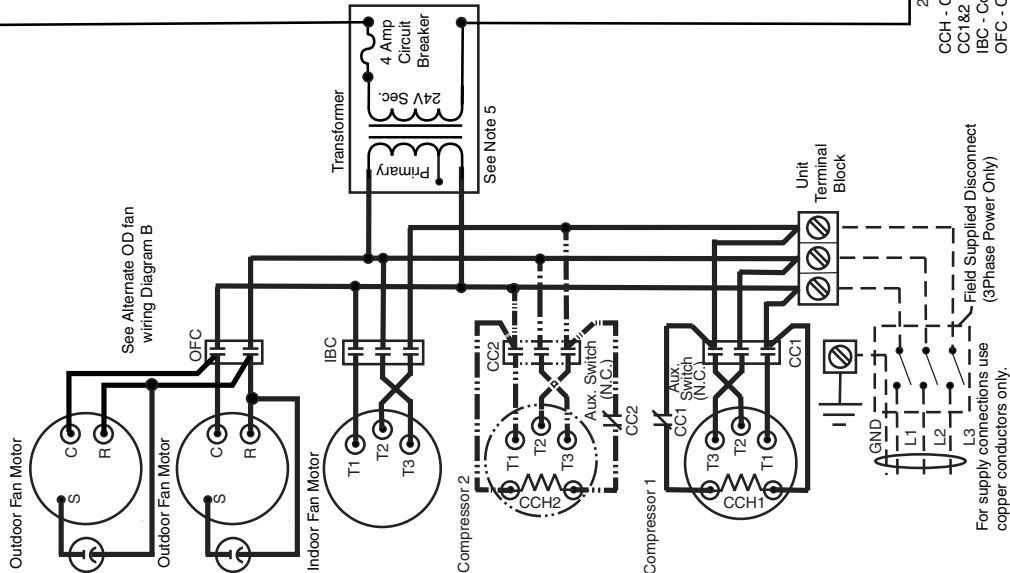 4 Amp
Circuit
Breaker
24V Sec.
Primary
Transformer
See Note 5
CC1&2
See Alternate OD fan
wiring Diagram B
OFC
IBC
CC2
Aux. Switch
(N.C.)
CC2
Aux.
Switch
(N.C.)
CC1
CC1
Unit
Terminal
Block
Field Supplied Disconnect
(3Phase Power Only)
GND
L1
L2
L3
For supply connections use
copper conductors only.
Outdoor Fan Motor
C
R
S
Outdoor Fan Motor
C
R
S
Indoor Fan Motor
T1
T2
T3
Compressor 2
T1
T2
T3
CCH2
Compressor 1
T3
T2
T1
CCH1
2
CCH - C
IBC - Co
OFC - C